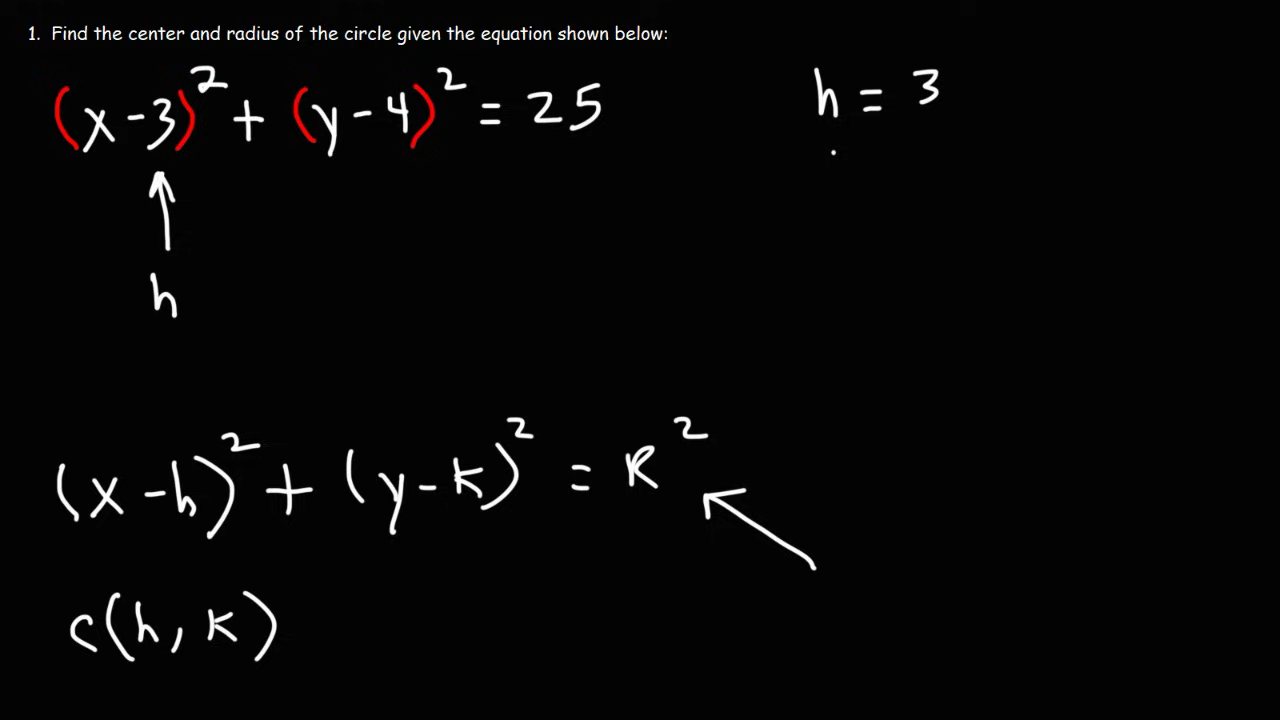 1. Find the center and radius of the circle given the equation shown below:
(x-3)² + (y-4)² = 25
h = 3
h
(x-h)² + (y-k)² = R²
C(h, k)